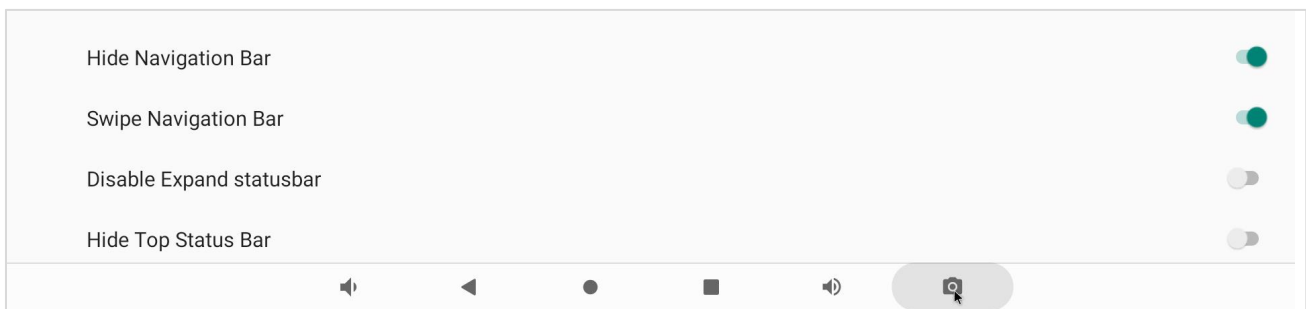 Hide Navigation Bar
Swipe Navigation Bar
Disable Expand statusbar
Hide Top Status Bar